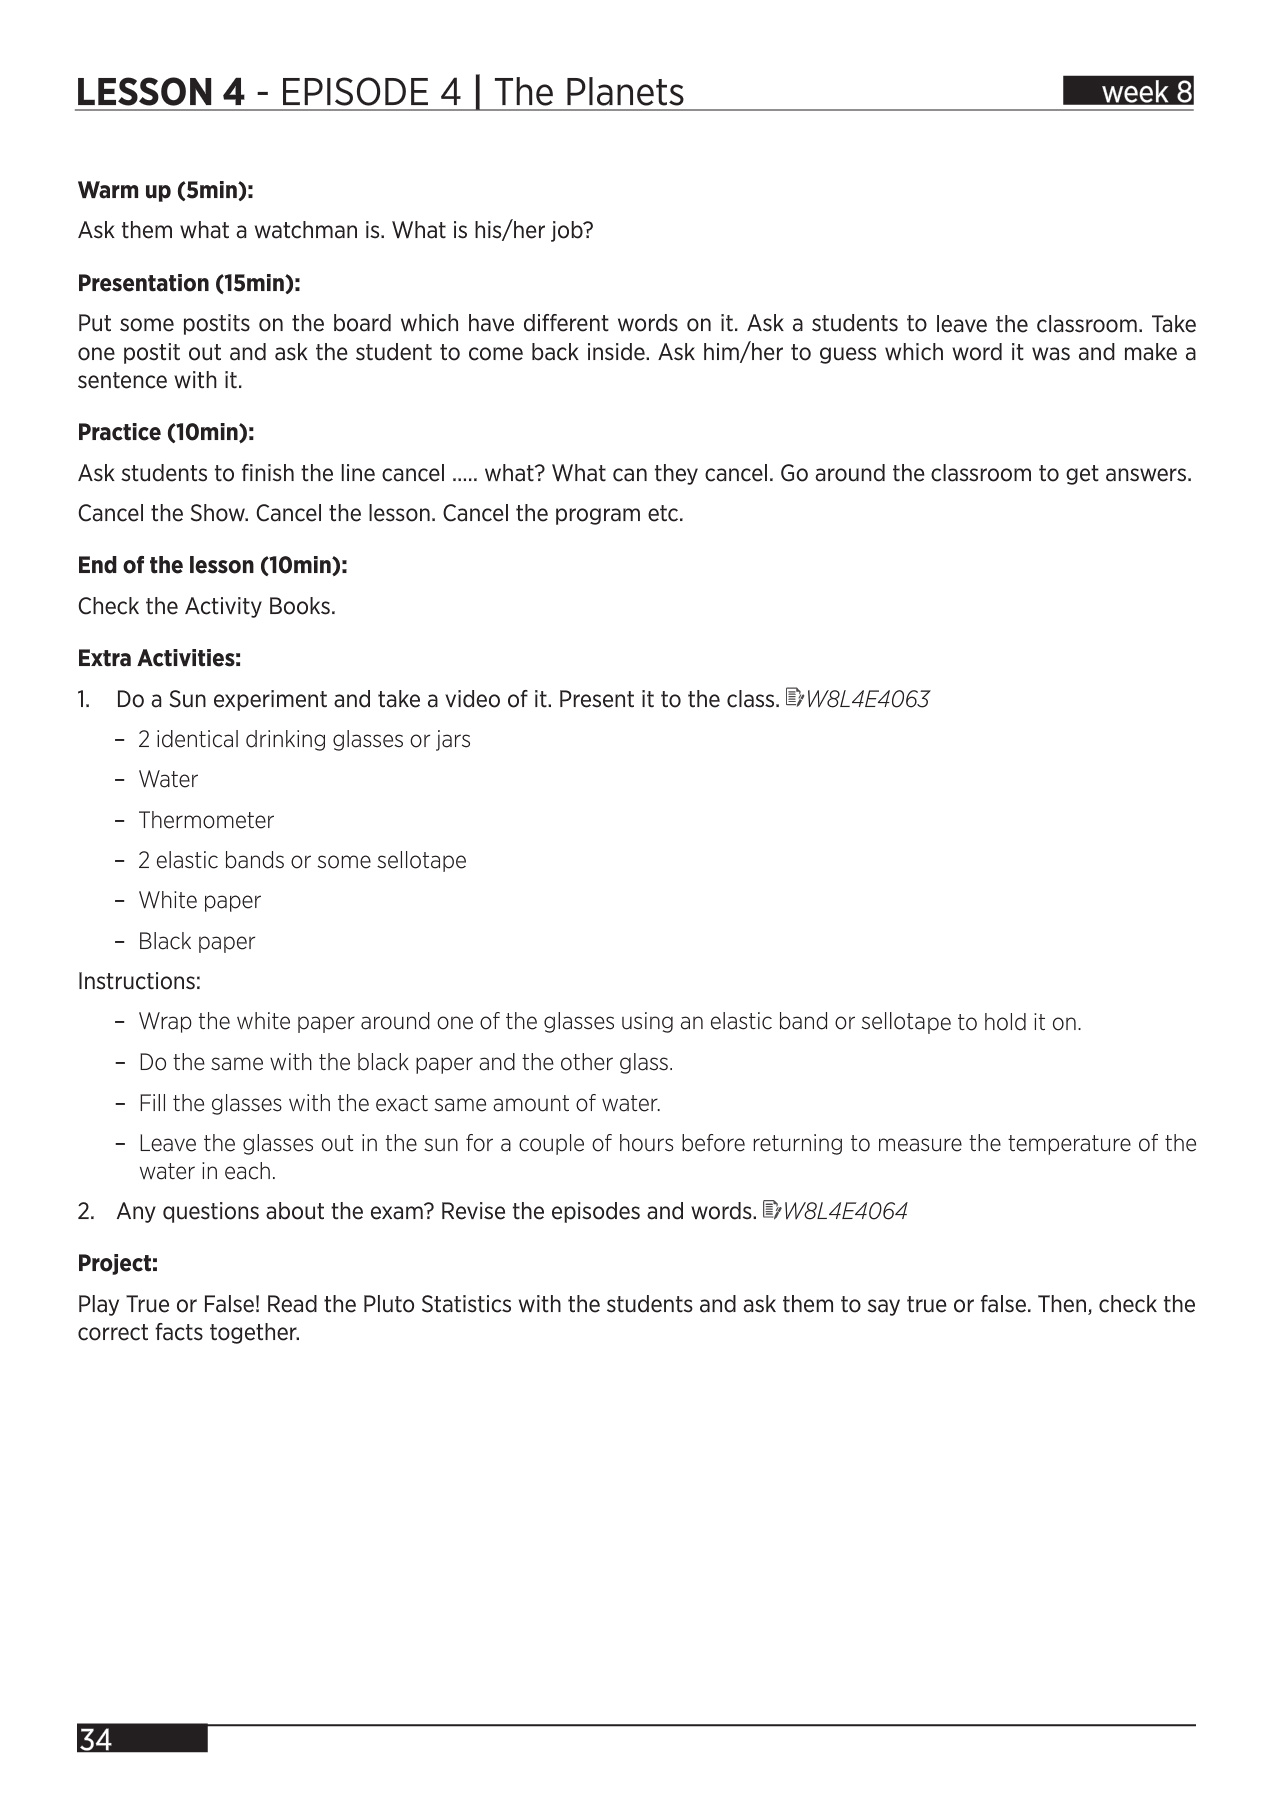 LESSON 4 - EPISODE 4 | The Planets
week 8
Warm up (5min):
Ask them what a watchman is. What is his/her job?
Presentation (15min):
Put some postits on the board which have different words on it. Ask a students to leave the classroom. Take
one postit out and ask the student to come back inside. Ask him/her to guess which word it was and make a
sentence with it.
Practice (10min):
Ask students to finish the line cancel ..... what? What can they cancel. Go around the classroom to get answers.
Cancel the Show. Cancel the lesson. Cancel the program etc.
End of the lesson (10min):
Check the Activity Books.
Extra Activities:
1. Do a Sun experiment and take a video of it. Present it to the class. W8L4E4063
– 2 identical drinking glasses or jars
– Water
– Thermometer
– 2 elastic bands or some sellotape
– White paper
– Black paper
Instructions:
– Wrap the white paper around one of the glasses using an elastic band or sellotape to hold it on.
– Do the same with the black paper and the other glass.
– Fill the glasses with the exact same amount of water.
– Leave the glasses out in the sun for a couple of hours before returning to measure the temperature of the
water in each.
2. Any questions about the exam? Revise the episodes and words. W8L4E4064
Project:
Play True or False! Read the Pluto Statistics with the students and ask them to say true or false. Then, check the
correct facts together.
34